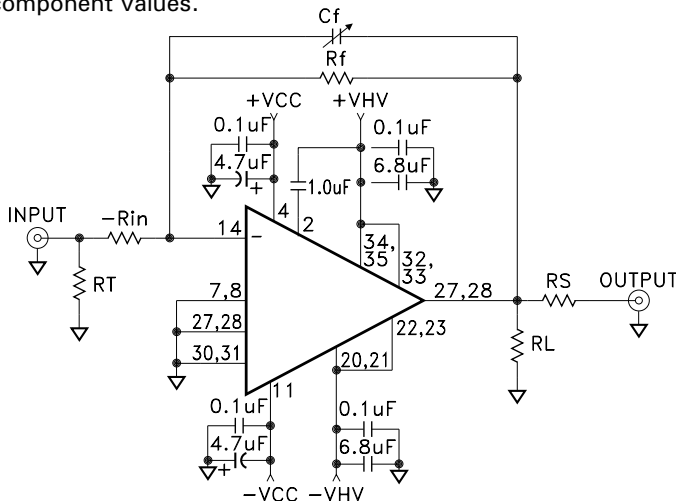 component values.
Cf
Rf
+VCC +VHV
0.1uF 0.1uF
4.7uF 6.8uF
+ 1.0uF
INPUT -Rin 4 2
14 −
34,
35 32,
33
RT 7,8 27,28 RS OUTPUT
27,28 22,23
30,31 20,21 RL
11
0.1uF 0.1uF
4.7uF 6.8uF
+
−VCC −VHV